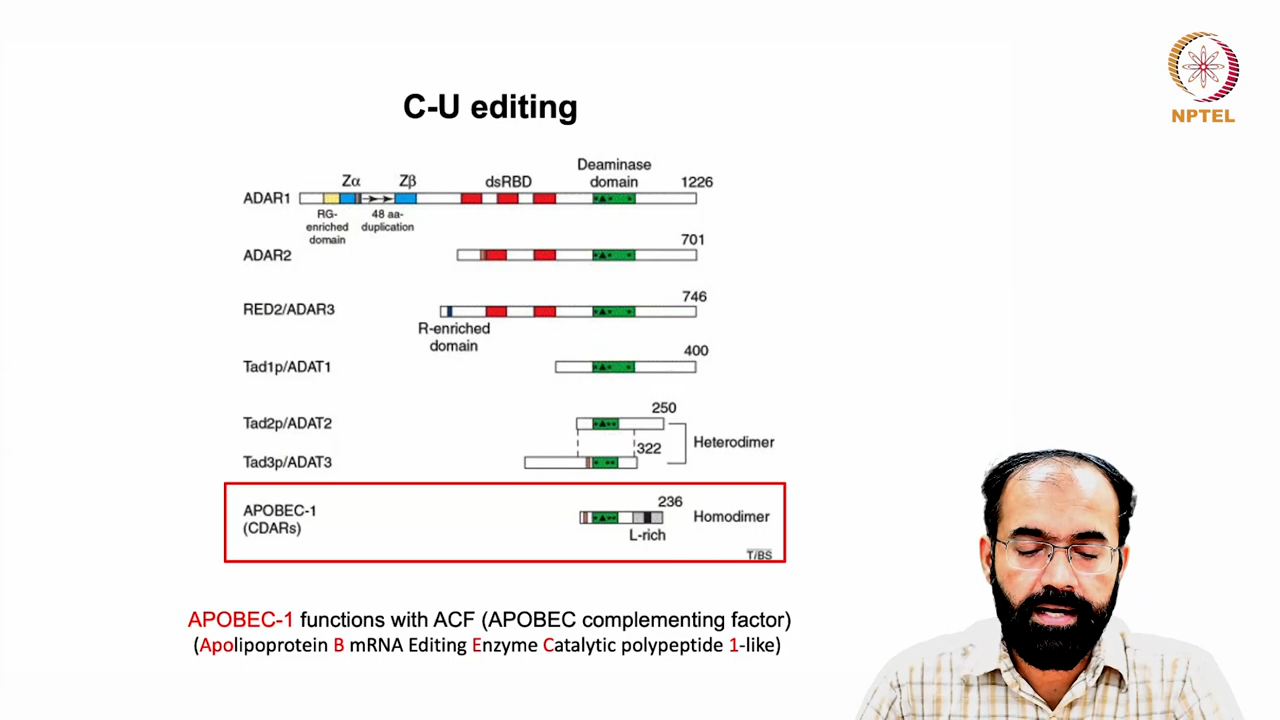 NPTEL
C-U editing
Deaminase
domain
Zα
Zβ
dsRBD
1226
ADAR1
RG-
enriched
domain
48 aa-
duplication
701
ADAR2
746
RED2/ADAR3
R-enriched
domain
400
Tad1p/ADAT1
250
Tad2p/ADAT2
Heterodimer
322
Tad3p/ADAT3
236
APOBEC-1
(CDARs)
Homodimer
L-rich
T/BS
APOBEC-1 functions with ACF (APOBEC complementing factor)
(Apolipoprotein B mRNA Editing Enzyme Catalytic polypeptide 1-like)